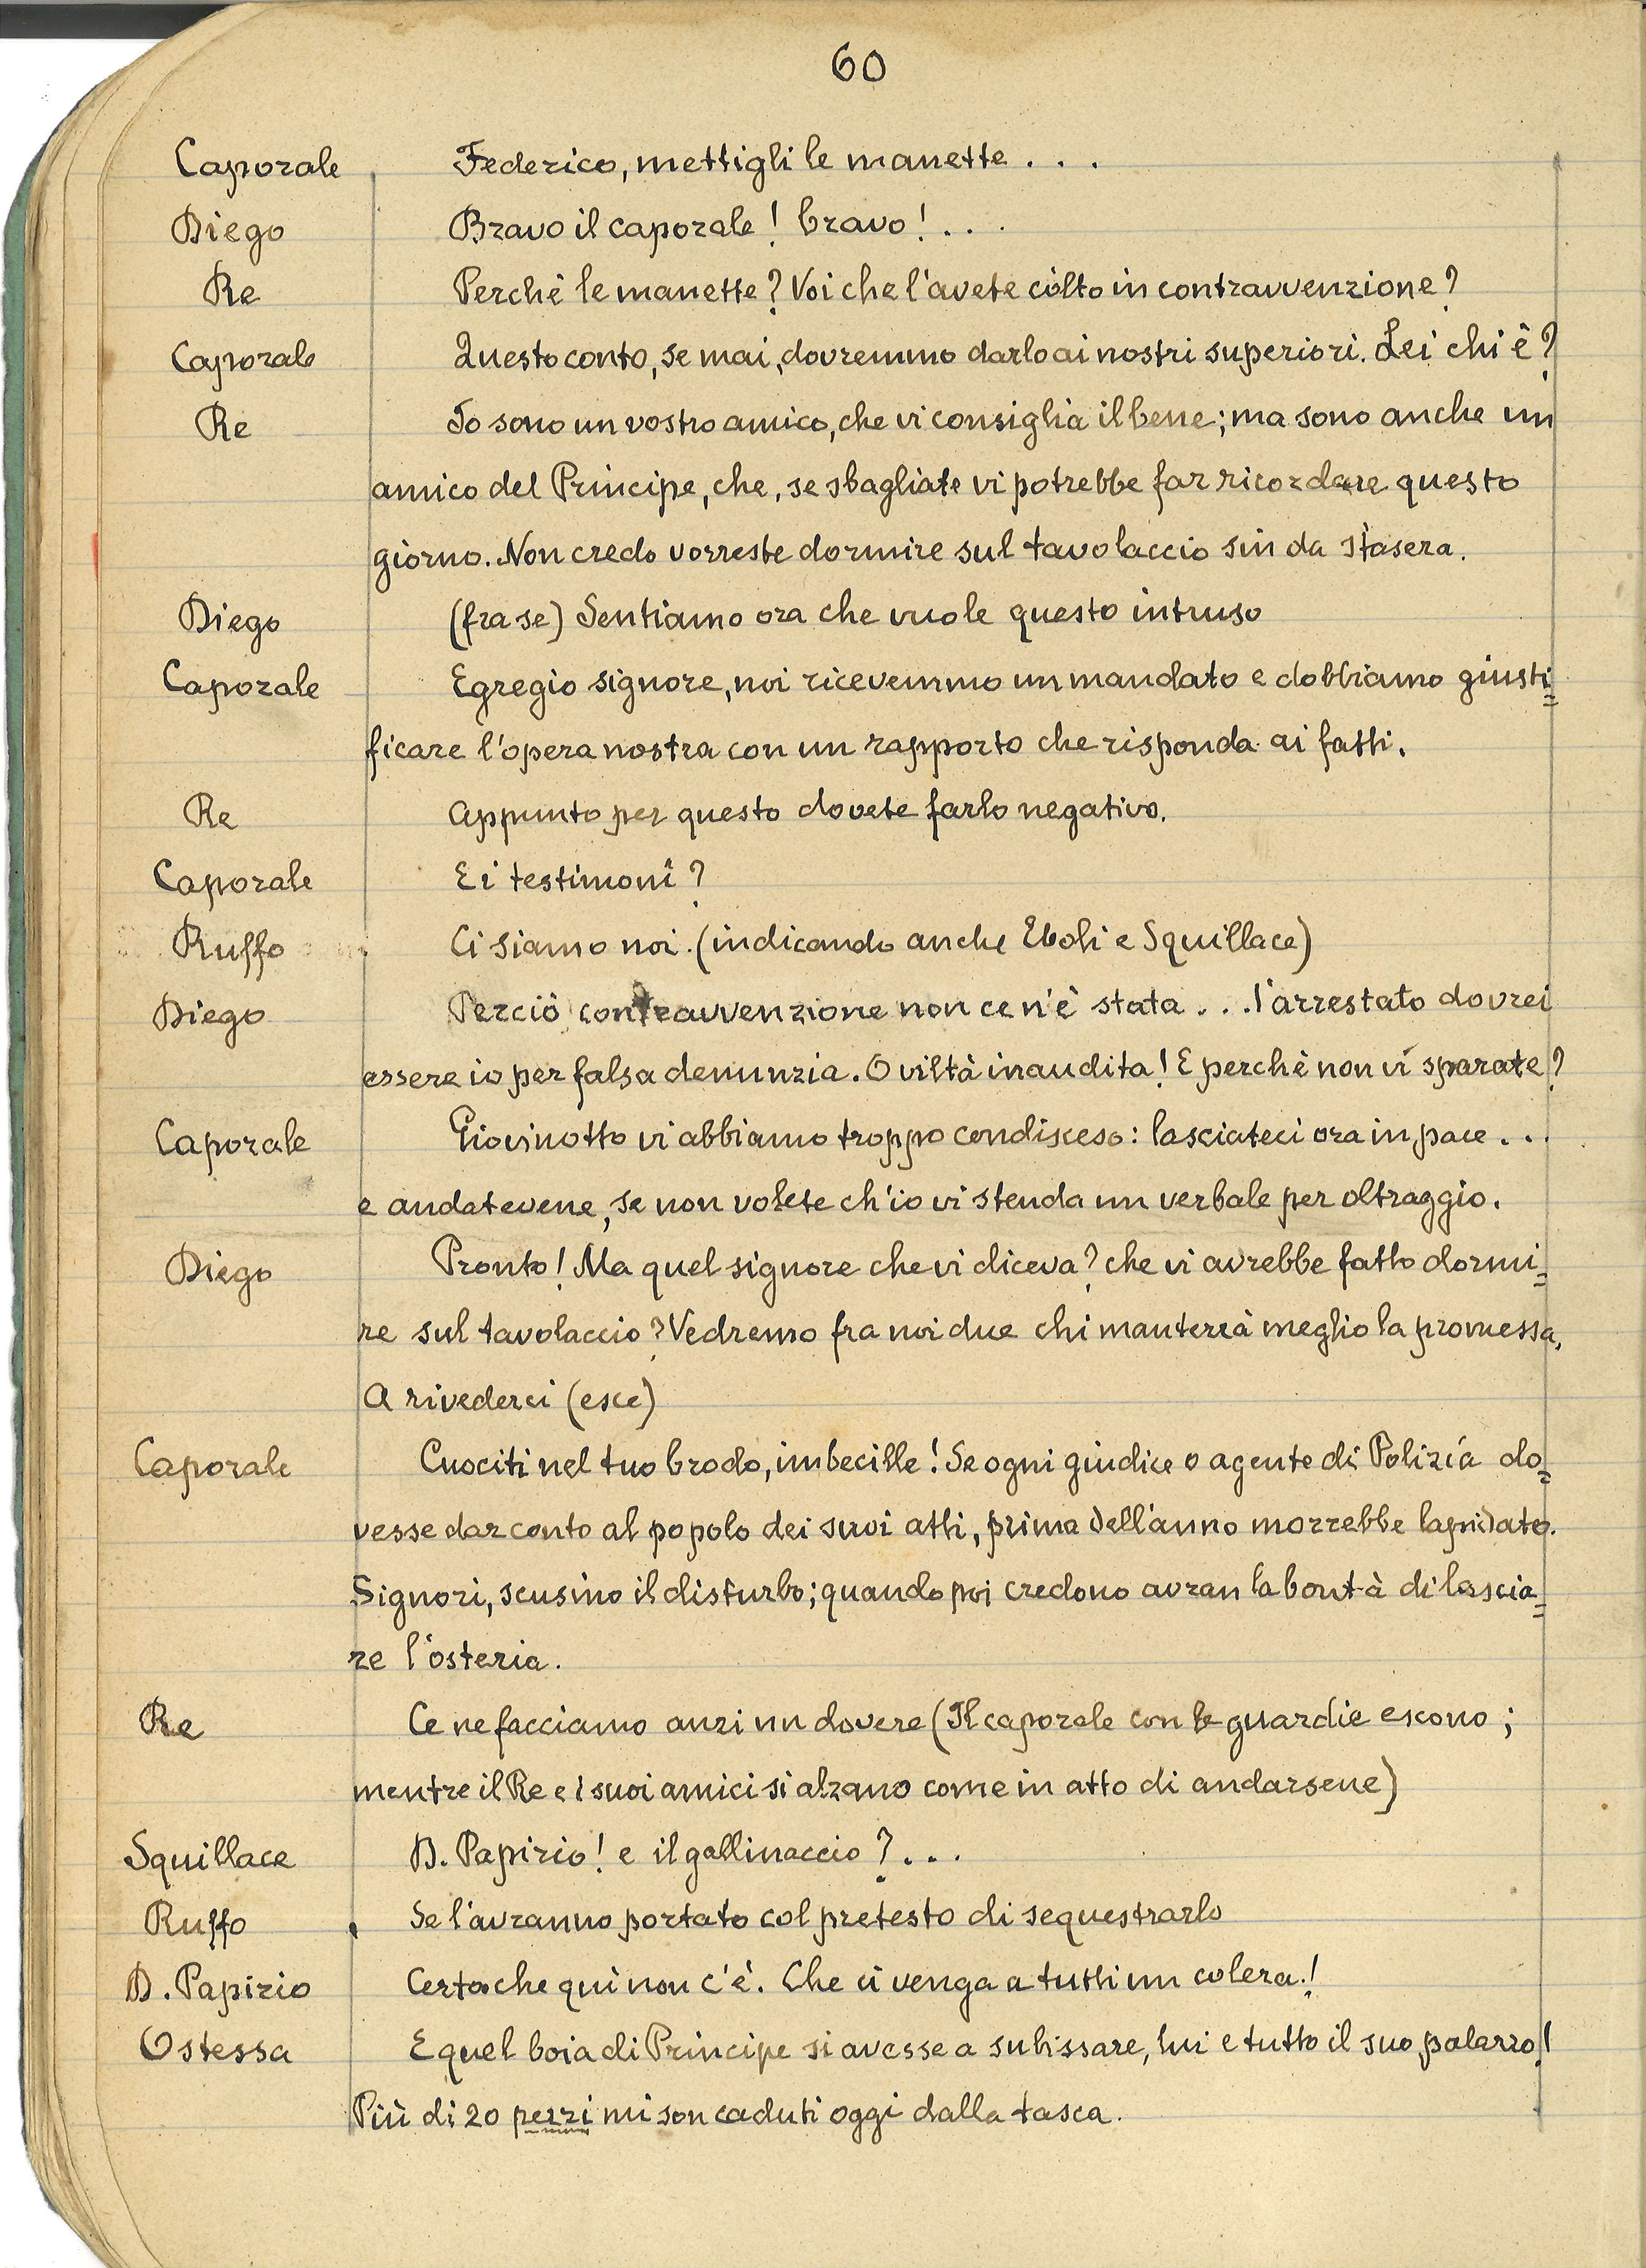 60
Caporale Federico, mettigli le manette . . .
Diego Bravo il caporale! bravo! . . .
Re Perchè le manette? Voi che l'avete còlto in contravvenzione?
Caporale Questo conto, se mai, dovremmo darlo ai nostri superiori. Lei chi è?
Re Io sono un vostro amico, che vi consiglia il bene; ma sono anche un
amico del Principe, che, se sbagliate vi potrebbe far ricordare questo
giorno. Non credo vorreste dormire sul tavolaccio sin da stasera.
Diego (fra se) Sentiamo ora che vuole questo intruso
Caporale Egregio signore, noi ricevemmo un mandato e dobbiamo giusti=
ficare l'opera nostra con un rapporto che risponda ai fatti.
Re Appunto per questo dovete farlo negativo.
Caporale E i testimonî?
Ruffo Ci siamo noi. (indicando anche Eboli e Squillace)
Diego Perciò contravvenzione non ce n'è stata . . . l'arrestato dovrei
essere io per falsa denunzia. O viltà inaudita! E perchè non vi sparate?
Caporale Giovinotto vi abbiamo troppo condisceso: lasciateci ora in pace . . .
e andatevene, se non volete ch'io vi stenda un verbale per oltraggio.
Diego Pronto! Ma quel signore che vi diceva? che vi avrebbe fatto dormi=
re sul tavolaccio? Vedremo fra noi due chi manterrà meglio la promessa.
A rivederci (esce)
Caporale Cuociti nel tuo brodo, imbecille! Se ogni giudice o agente di Polizía do=
vesse dar conto al popolo dei suoi atti, prima dell'anno morrebbe lapidato.
Signori, scusino il disturbo; quando poi credono avran la bontà di lascia=
re l'osteria.
Re Ce ne facciamo anzi un dovere (Il caporale con le guardie escono;
mentre il Re e i suoi amici si alzano come in atto di andarsene)
Squillace D. Papirio! e il gallinaccio? . . .
Ruffo Se l'avranno portato col pretesto di sequestrarlo
D. Papirio Certo che quì non c'è. Che ci venga a tutti un colera!
Ostessa E quel boia di Principe si avesse a subissare, lui e tutto il suo palazzo!
Più di 20 pezzi mi son caduti oggi dalla tasca.